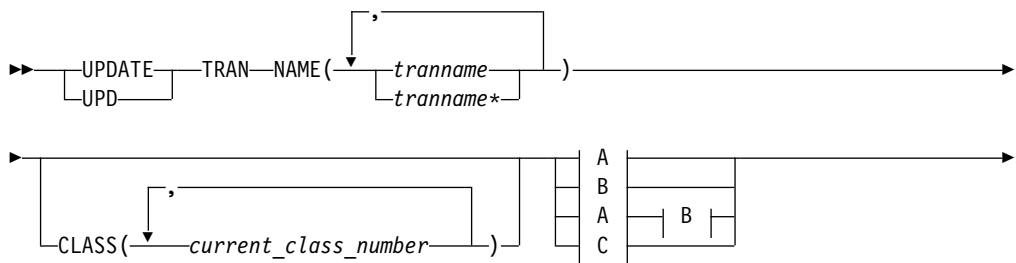 ,
UPDATE TRAN NAME( tranname )
UPD tranname*
A
, B
A B
CLASS( current_class_number ) C